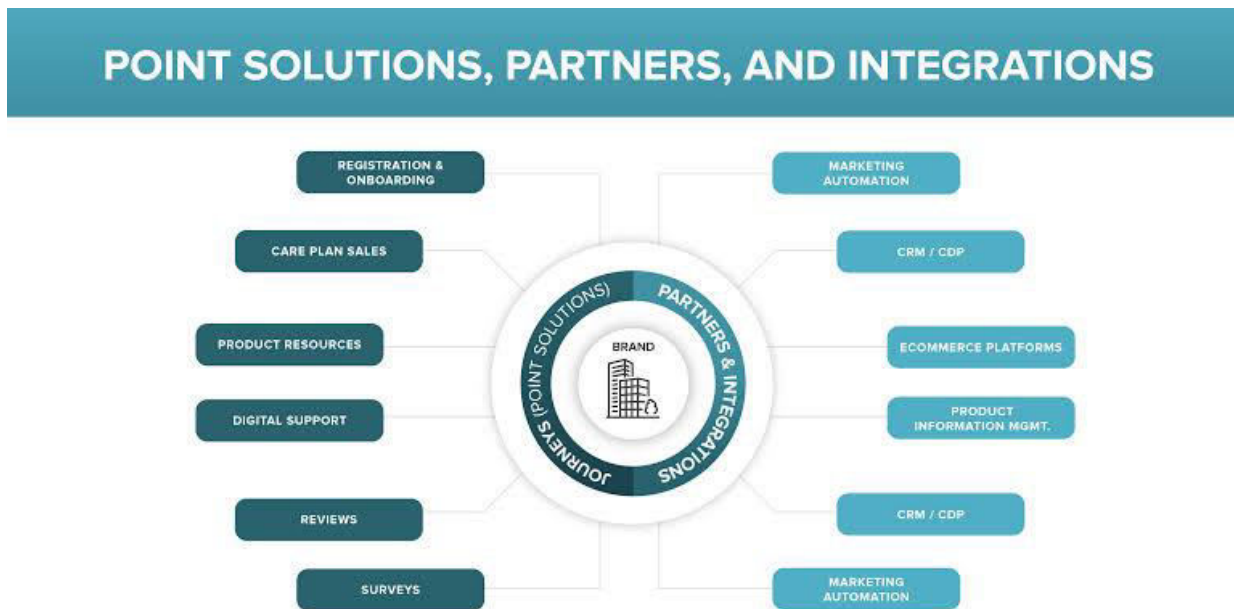 POINT SOLUTIONS, PARTNERS, AND INTEGRATIONS
REGISTRATION &
ONBOARDING
CARE PLAN SALES
PRODUCT RESOURCES
DIGITAL SUPPORT
REVIEWS
SURVEYS
JOURNEYS (POINT SOLUTIONS)
BRAND
PARTNERS & INTEGRATIONS
MARKETING
AUTOMATION
CRM / CDP
ECOMMERCE PLATFORMS
PRODUCT
INFORMATION MGMT.
CRM / CDP
MARKETING
AUTOMATION